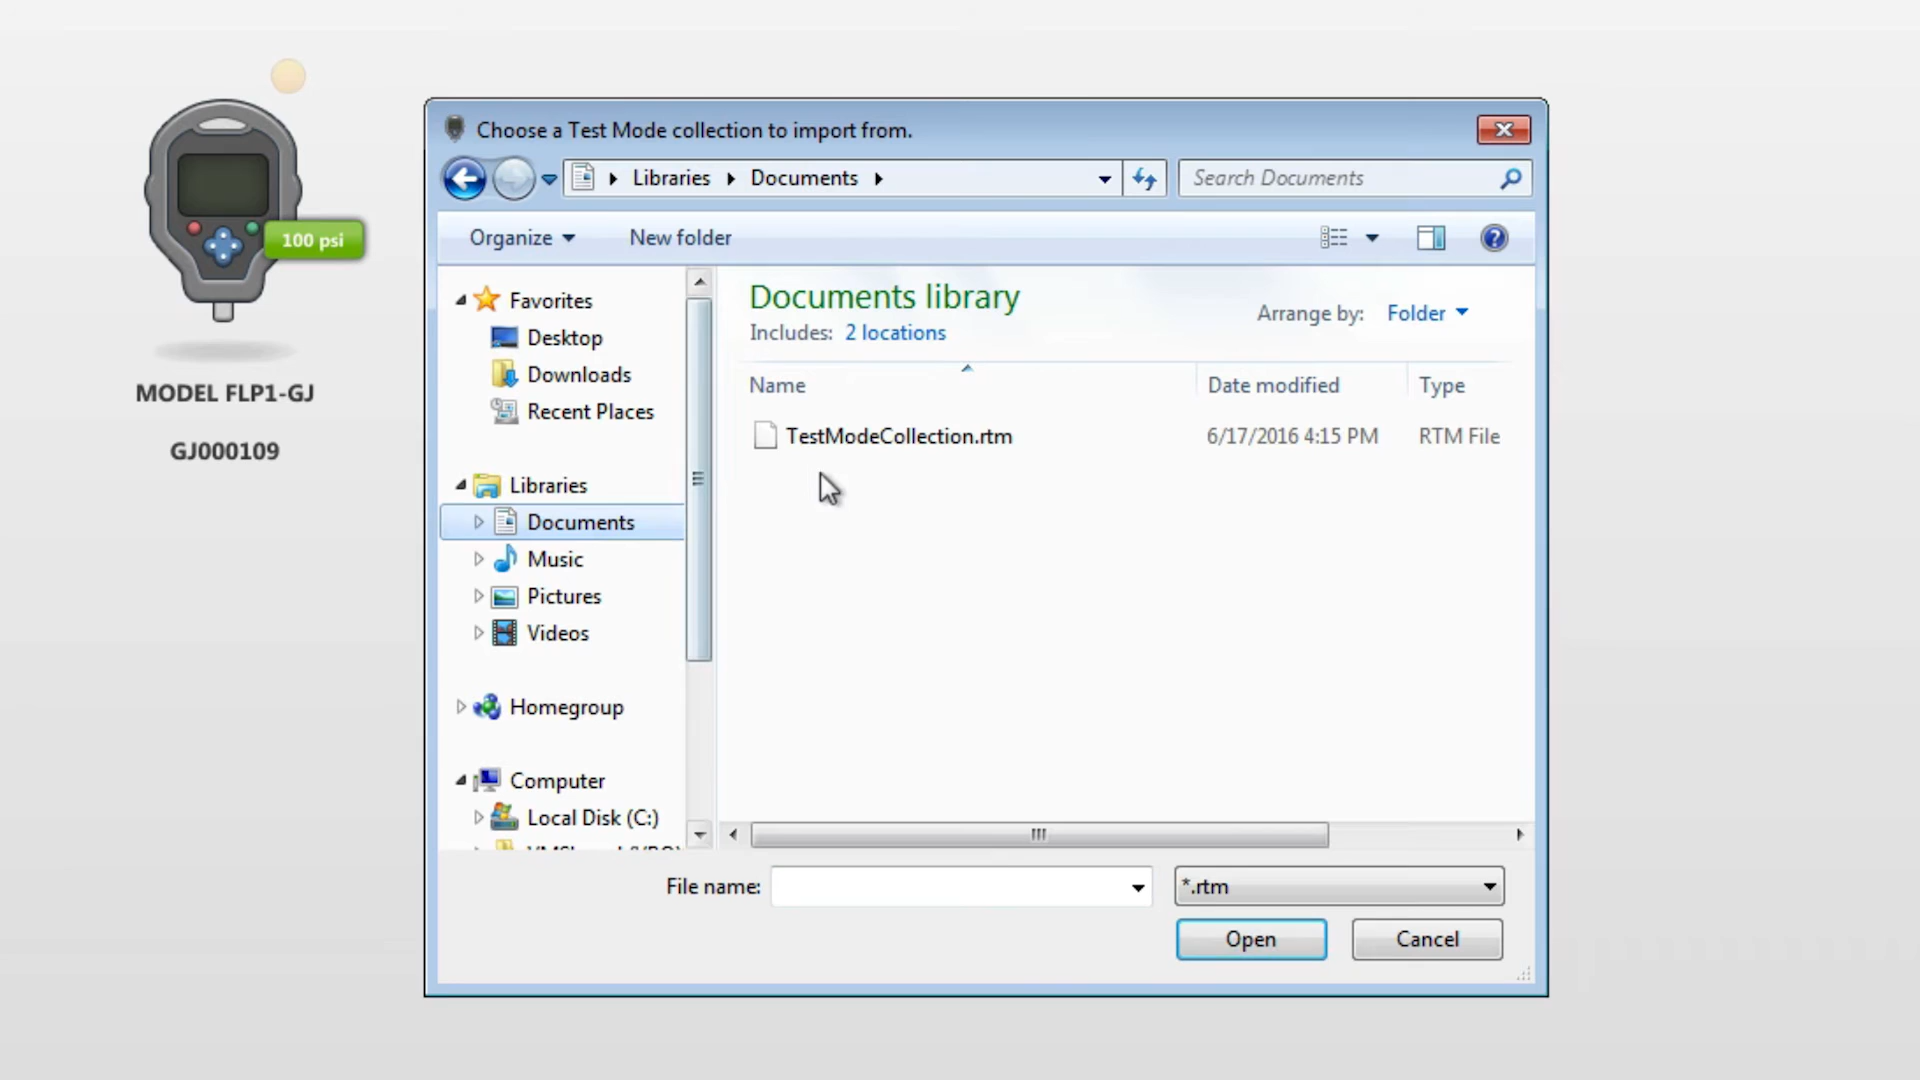 100 psi
MODEL FLP1-GJ
GJ000109
Choose a Test Mode collection to import from.
Libraries Documents
Search Documents
Organize
New folder
Favorites
Desktop
Downloads
Recent Places
Libraries
Documents
Music
Pictures
Videos
Homegroup
Computer
Local Disk (C:)
Documents library
Includes: 2 locations
Arrange by: Folder
Name Date modified Type
TestModeCollection.rtm 6/17/2016 4:15 PM RTM File
File name:
*.rtm
Open
Cancel